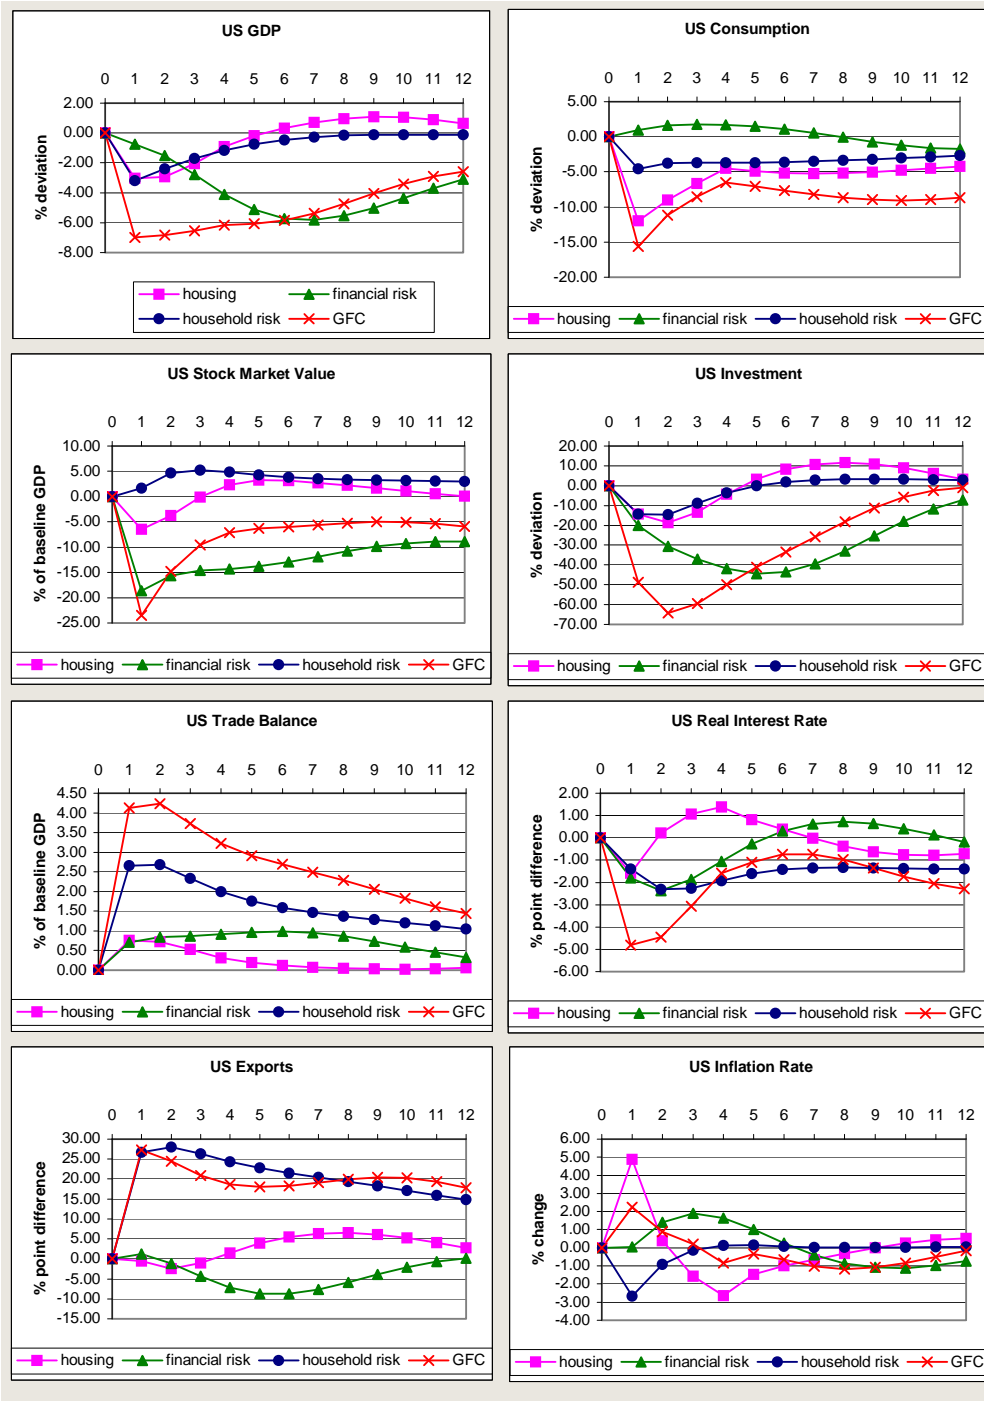 US GDP
0 1 2 3 4 5 6 7 8 9 10 11 12
2.00
0.00
-2.00
-4.00
-6.00
-8.00
% deviation
housing financial risk
household risk GFC
US Consumption
0 1 2 3 4 5 6 7 8 9 10 11 12
5.00
0.00
-5.00
-10.00
-15.00
-20.00
% deviation
housing financial risk household risk GFC
US Stock Market Value
0 1 2 3 4 5 6 7 8 9 10 11 12
10.00
5.00
0.00
-5.00
-10.00
-15.00
-20.00
-25.00
% of baseline GDP
housing financial risk household risk GFC
US Investment
0 1 2 3 4 5 6 7 8 9 10 11 12
20.00
10.00
0.00
-10.00
-20.00
-30.00
-40.00
-50.00
-60.00
-70.00
% deviation
housing financial risk household risk GFC
US Trade Balance
0 1 2 3 4 5 6 7 8 9 10 11 12
4.50
4.00
3.50
3.00
2.50
2.00
1.50
1.00
0.50
0.00
% of baseline GDP
housing financial risk household risk GFC
US Real Interest Rate
0 1 2 3 4 5 6 7 8 9 10 11 12
2.00
1.00
0.00
-1.00
-2.00
-3.00
-4.00
-5.00
-6.00
% point difference
housing financial risk household risk GFC
US Exports
0 1 2 3 4 5 6 7 8 9 10 11 12
30.00
25.00
20.00
15.00
10.00
5.00
0.00
-5.00
-10.00
-15.00
% point difference
housing financial risk household risk GFC
US Inflation Rate
0 1 2 3 4 5 6 7 8 9 10 11 12
6.00
5.00
4.00
3.00
2.00
1.00
0.00
-1.00
-2.00
-3.00
-4.00
% change
housing financial risk household risk GFC